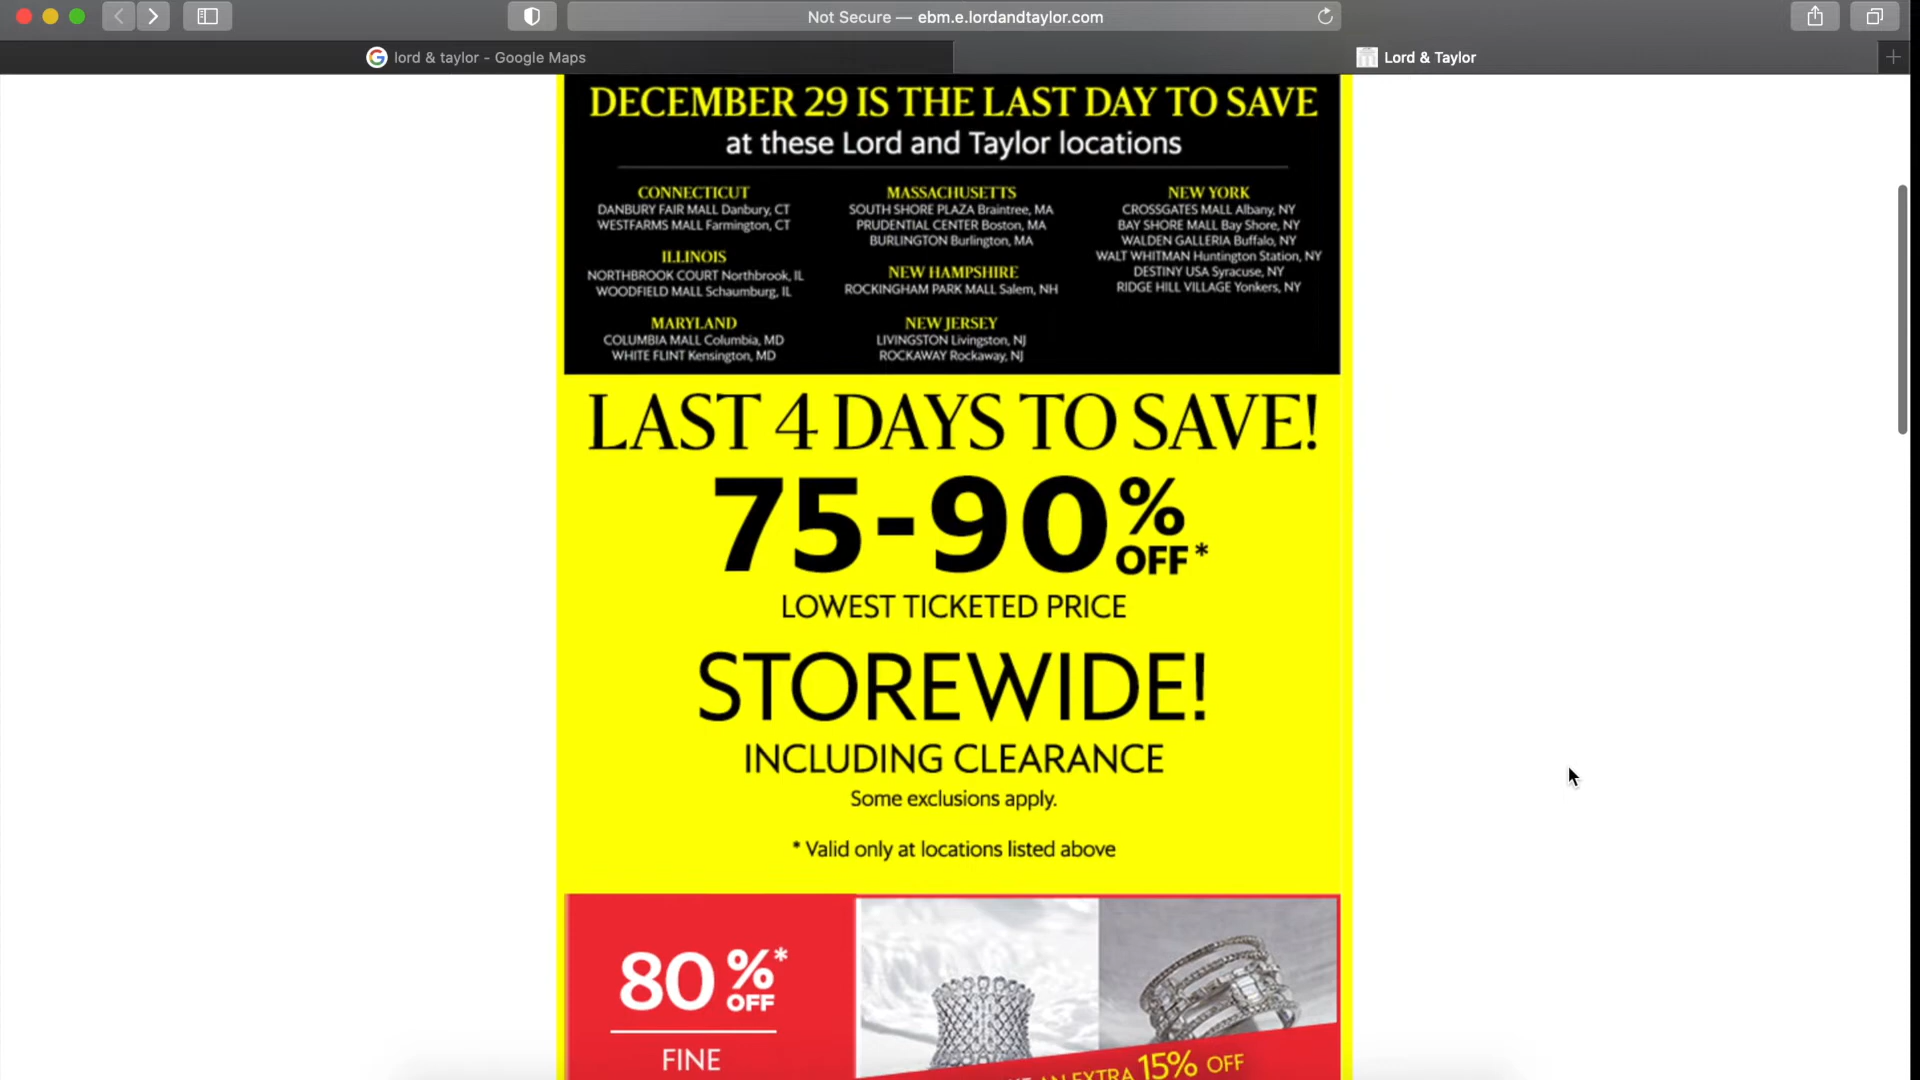 Not Secure — ebm.e.lordandtaylor.com
lord & taylor - Google Maps
Lord & Taylor
DECEMBER 29 IS THE LAST DAY TO SAVE
at these Lord and Taylor locations
CONNECTICUT
DANBURY FAIR MALL Danbury, CT
WESTFARMS MALL Farmington, CT
ILLINOIS
NORTHBROOK COURT Northbrook, IL
WOODFIELD MALL Schaumburg, IL
MARYLAND
COLUMBIA MALL Columbia, MD
WHITE FLINT Kensington, MD
MASSACHUSETTS
SOUTH SHORE PLAZA Braintree, MA
PRUDENTIAL CENTER Boston, MA
BURLINGTON Burlington, MA
NEW HAMPSHIRE
ROCKINGHAM PARK MALL Salem, NH
NEW JERSEY
LIVINGSTON Livingston, NJ
ROCKAWAY Rockaway, NJ
NEW YORK
CROSSGATES MALL Albany, NY
BAY SHORE MALL Bay Shore, NY
WALDEN GALLERIA Buffalo, NY
WALT WHITMAN Huntington Station, NY
DESTINY USA Syracuse, NY
RIDGE HILL VILLAGE Yonkers, NY
LAST 4 DAYS TO SAVE!
75-90% OFF*
LOWEST TICKETED PRICE
STOREWIDE!
INCLUDING CLEARANCE
Some exclusions apply.
* Valid only at locations listed above
80%* OFF
FINE
AN EXTRA 15% OFF